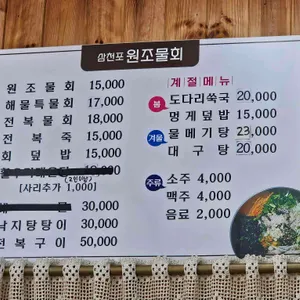 삼천포 원조물회
원조물회 15,000
해물특물회 17,000
전복물회 18,000
전복죽 15,000
회덮밥 15,000
(2인분)
[사리추가 1,000]
30,000
낙지탕탕이 30,000
전복구이 50,000
계절메뉴
봄 도다리쑥국 20,000
멍게덮밥 15,000
겨울 물메기탕 23,000
대구탕 20,000
주류 소주 4,000
맥주 4,000
음료 2,000